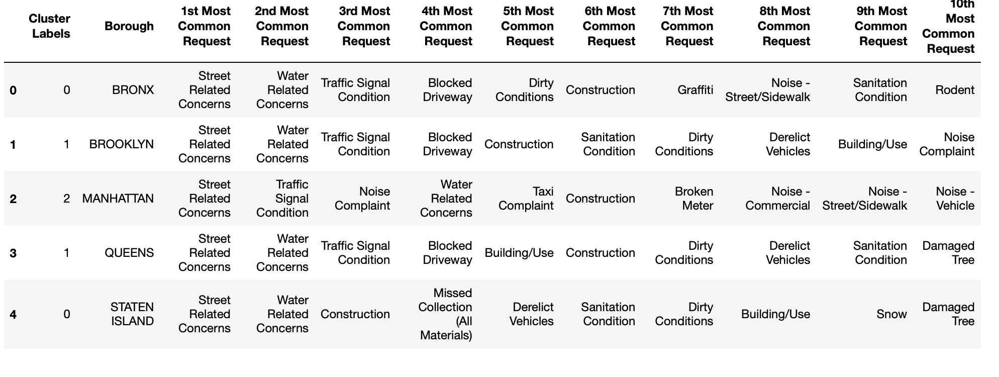 Cluster Labels Borough 1st Most Common Request 2nd Most Common Request 3rd Most Common Request 4th Most Common Request 5th Most Common Request 6th Most Common Request 7th Most Common Request 8th Most Common Request 9th Most Common Request 10th Most Common Request
0 0 BRONX Street Related Concerns Water Related Concerns Traffic Signal Condition Blocked Driveway Dirty Conditions Construction Graffiti Noise - Street/Sidewalk Sanitation Condition Rodent
1 1 BROOKLYN Street Related Concerns Water Related Concerns Traffic Signal Condition Blocked Driveway Construction Sanitation Condition Dirty Conditions Derelict Vehicles Building/Use Noise Complaint
2 2 MANHATTAN Street Related Concerns Traffic Signal Condition Noise Complaint Water Related Concerns Taxi Complaint Construction Broken Meter Noise - Commercial Noise - Street/Sidewalk Noise - Vehicle
3 1 QUEENS Street Related Concerns Water Related Concerns Traffic Signal Condition Blocked Driveway Building/Use Construction Dirty Conditions Derelict Vehicles Sanitation Condition Damaged Tree
4 0 STATEN ISLAND Street Related Concerns Water Related Concerns Construction Missed Collection (All Materials) Derelict Vehicles Sanitation Condition Dirty Conditions Building/Use Snow Damaged Tree